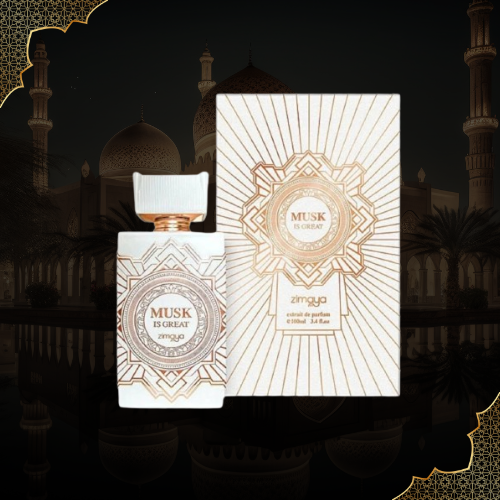 MUSK
IS GREAT
zimaya
MUSK
IS GREAT
zimaya
extrait de parfum
℮100ml 3.4 fl.oz